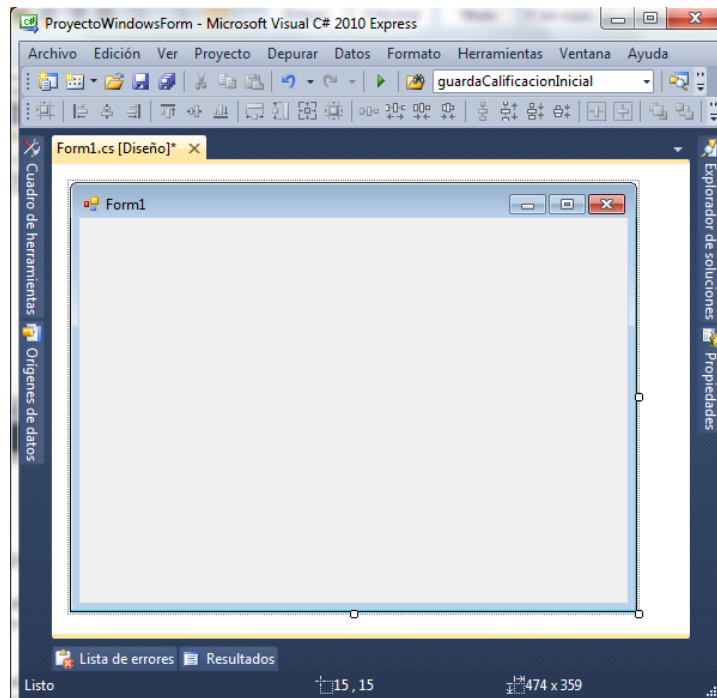 ProyectoWindowsForm - Microsoft Visual C# 2010 Express
Archivo Edición Ver Proyecto Depurar Datos Formato Herramientas Ventana Ayuda
guardaCalificacionInicial
Form1.cs [Diseño]*
Cuadro de herramientas
Orígenes de datos
Form1
Explorador de soluciones
Propiedades
Lista de errores Resultados
Listo 15 , 15 474 x 359